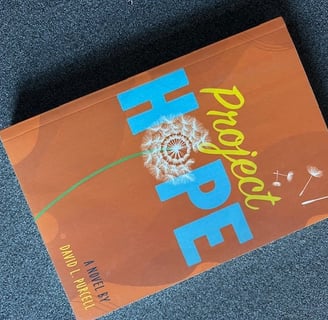 Project
HOPE
A NOVEL BY
DAVID L. PURCELL